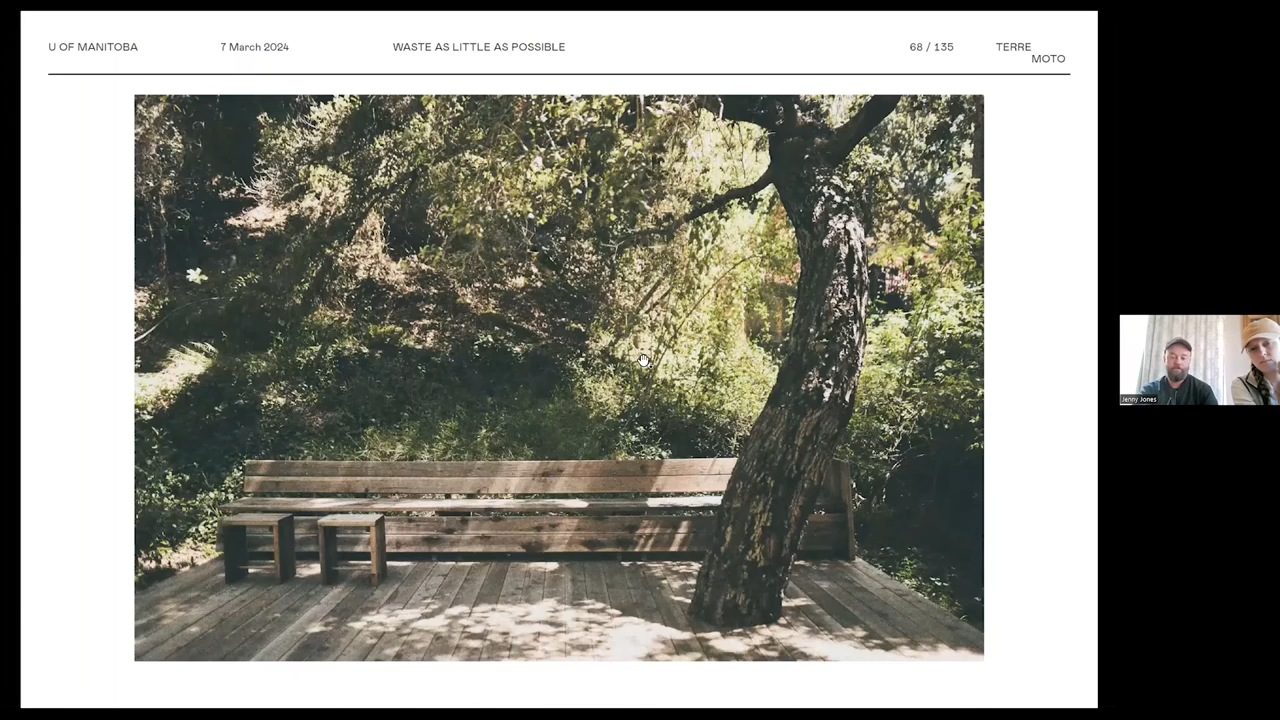 U OF MANITOBA
7 March 2024
WASTE AS LITTLE AS POSSIBLE
68 / 135
TERRE
MOTO
Jenny Jones